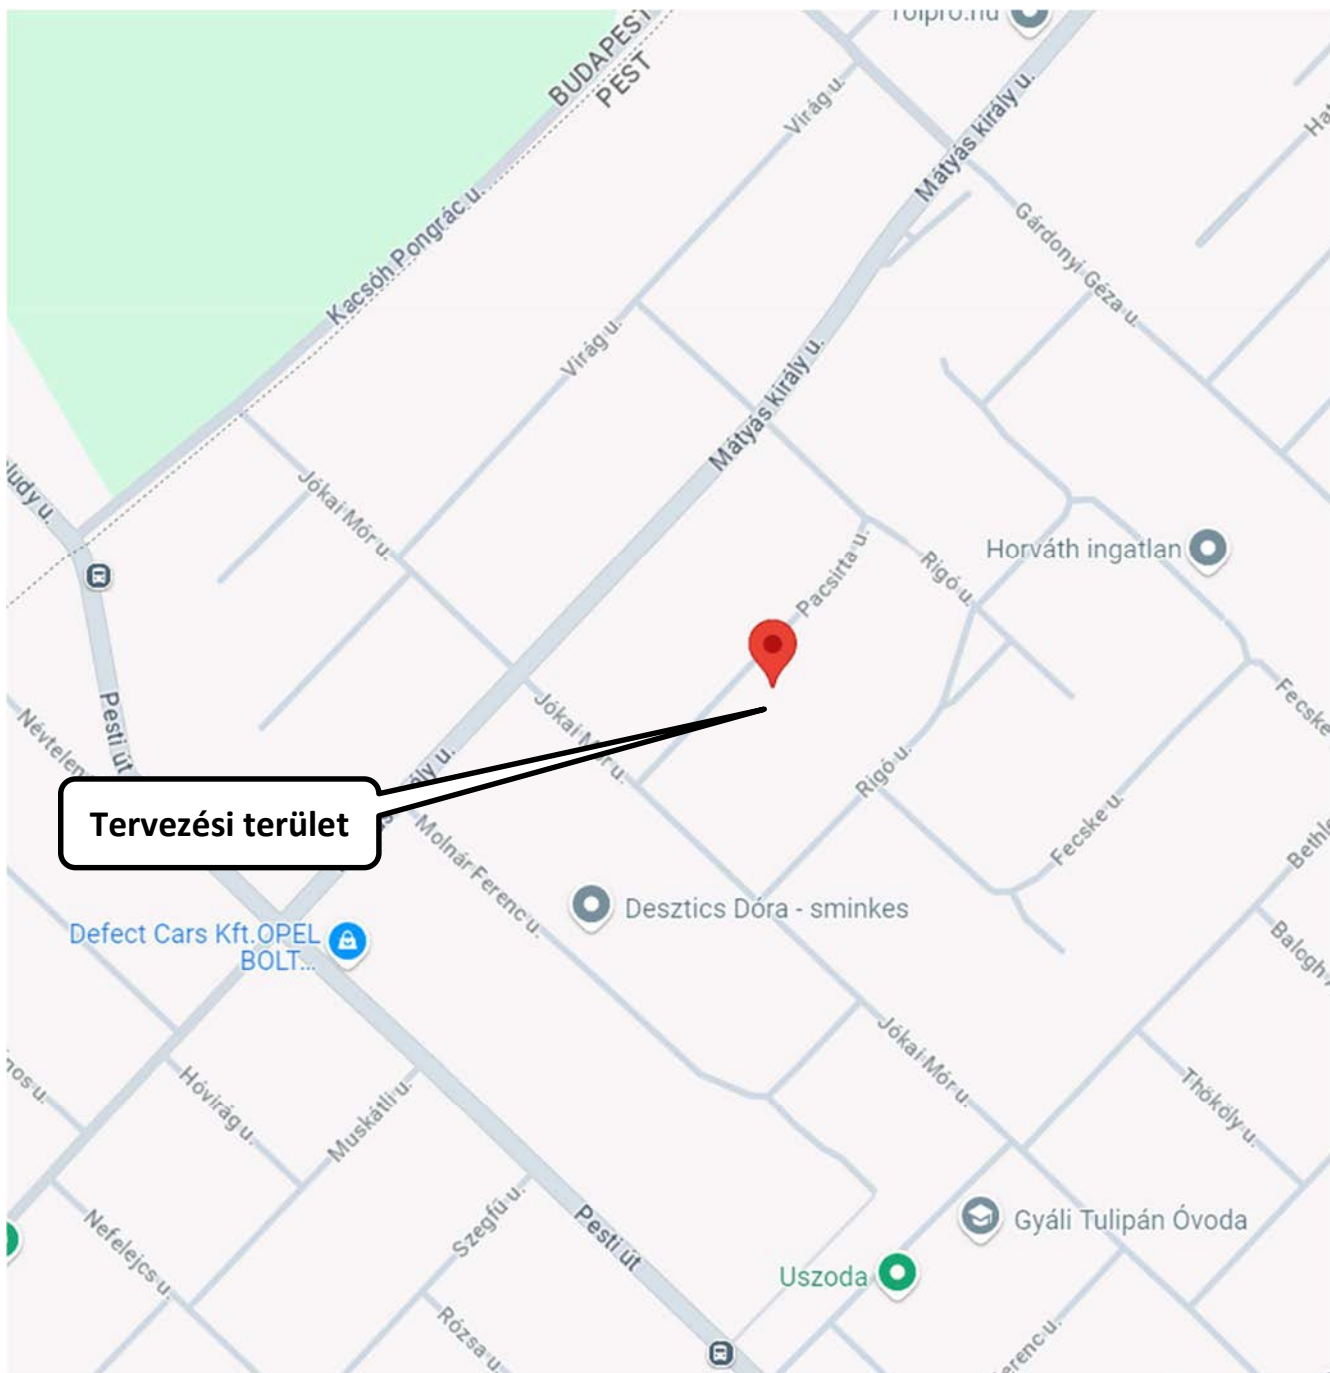 BUDAPEST
PEST
Virág u.
Mátyás király u.
Kacsóh Pongrác u.
Gárdonyi Géza u.
Virág u.
Mátyás király u.
Jókai Mór u.
Pacsirta u.
Rigó u.
Horváth ingatlan
Pesti út
Jókai Mór u.
Fecske
Rigó u.
Fecske u.
Tervezési terület
Molnár Ferenc u.
Desztics Dóra - sminkes
Defect Cars Kft.OPEL
BOLT...
Balogh
Jókai Mór u.
Hóvirág u.
Muskátli u.
Thököly u.
Nefelejcs u.
Szegfű u.
Pesti út
Gyáli Tulipán Óvoda
Uszoda
Rózsa u.